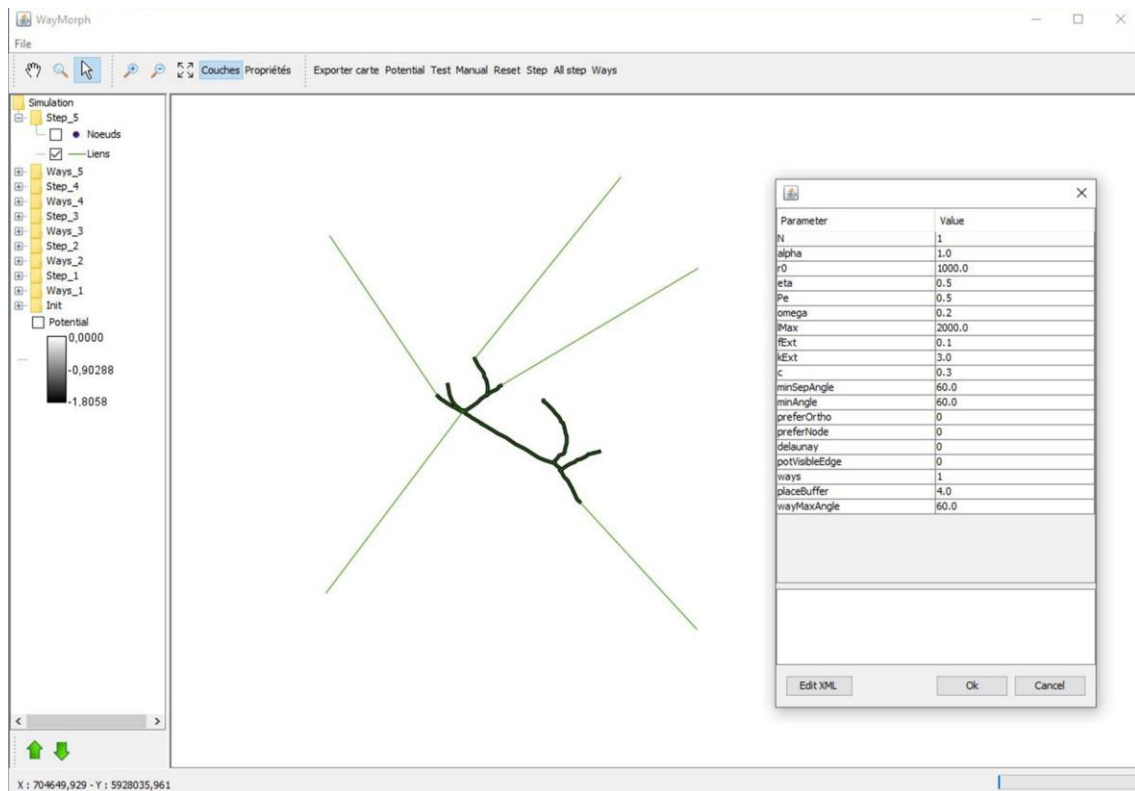 WayMorph
File
Couches Propriétés Exporter carte Potential Test Manual Reset Step All step Ways
Simulation
Step_5
Noeuds
Liens
Ways_5
Step_4
Ways_4
Step_3
Ways_3
Step_2
Ways_2
Step_1
Ways_1
Init
Potential
0,0000
-0,90288
-1,8058
Parameter Value
N 1
alpha 1.0
r0 1000.0
eta 0.5
Pe 0.5
omega 0.2
lMax 2000.0
fExt 0.1
kExt 3.0
c 0.3
minSepAngle 60.0
minAngle 60.0
preferOrtho 0
preferNode 0
delaunay 0
potVisibleEdge 0
ways 1
placeBuffer 4.0
wayMaxAngle 60.0
Edit XML Ok Cancel
X : 704649,929 - Y : 5928035,961